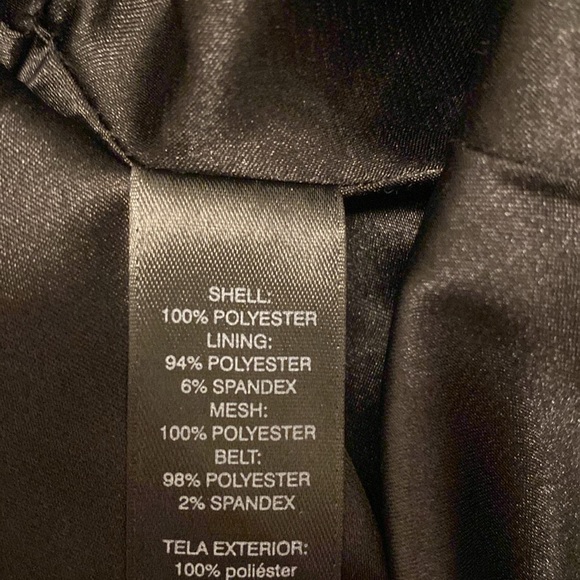 SHELL:
100% POLYESTER
LINING:
94% POLYESTER
6% SPANDEX
MESH:
100% POLYESTER
BELT:
98% POLYESTER
2% SPANDEX
TELA EXTERIOR:
100% poliéster